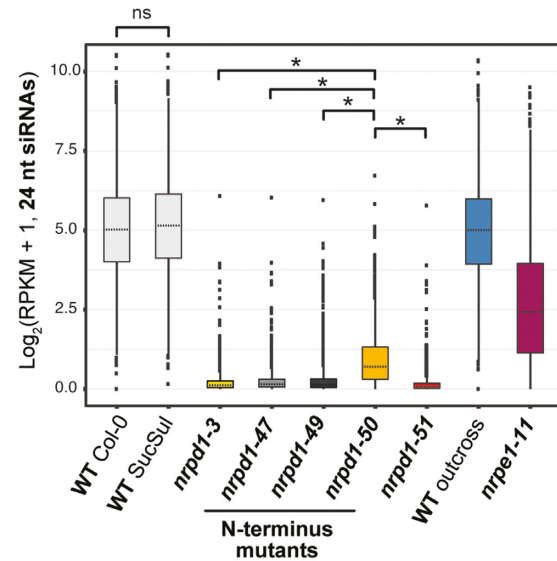 ns
*
*
*
*
Log₂(RPKM + 1, 24 nt siRNAs)
10.0
7.5
5.0
2.5
0.0
WT Col-0
WT SucSul
nrpd1-3
nrpd1-47
nrpd1-49
nrpd1-50
nrpd1-51
WT outcross
nrpe1-11
N-terminus
mutants